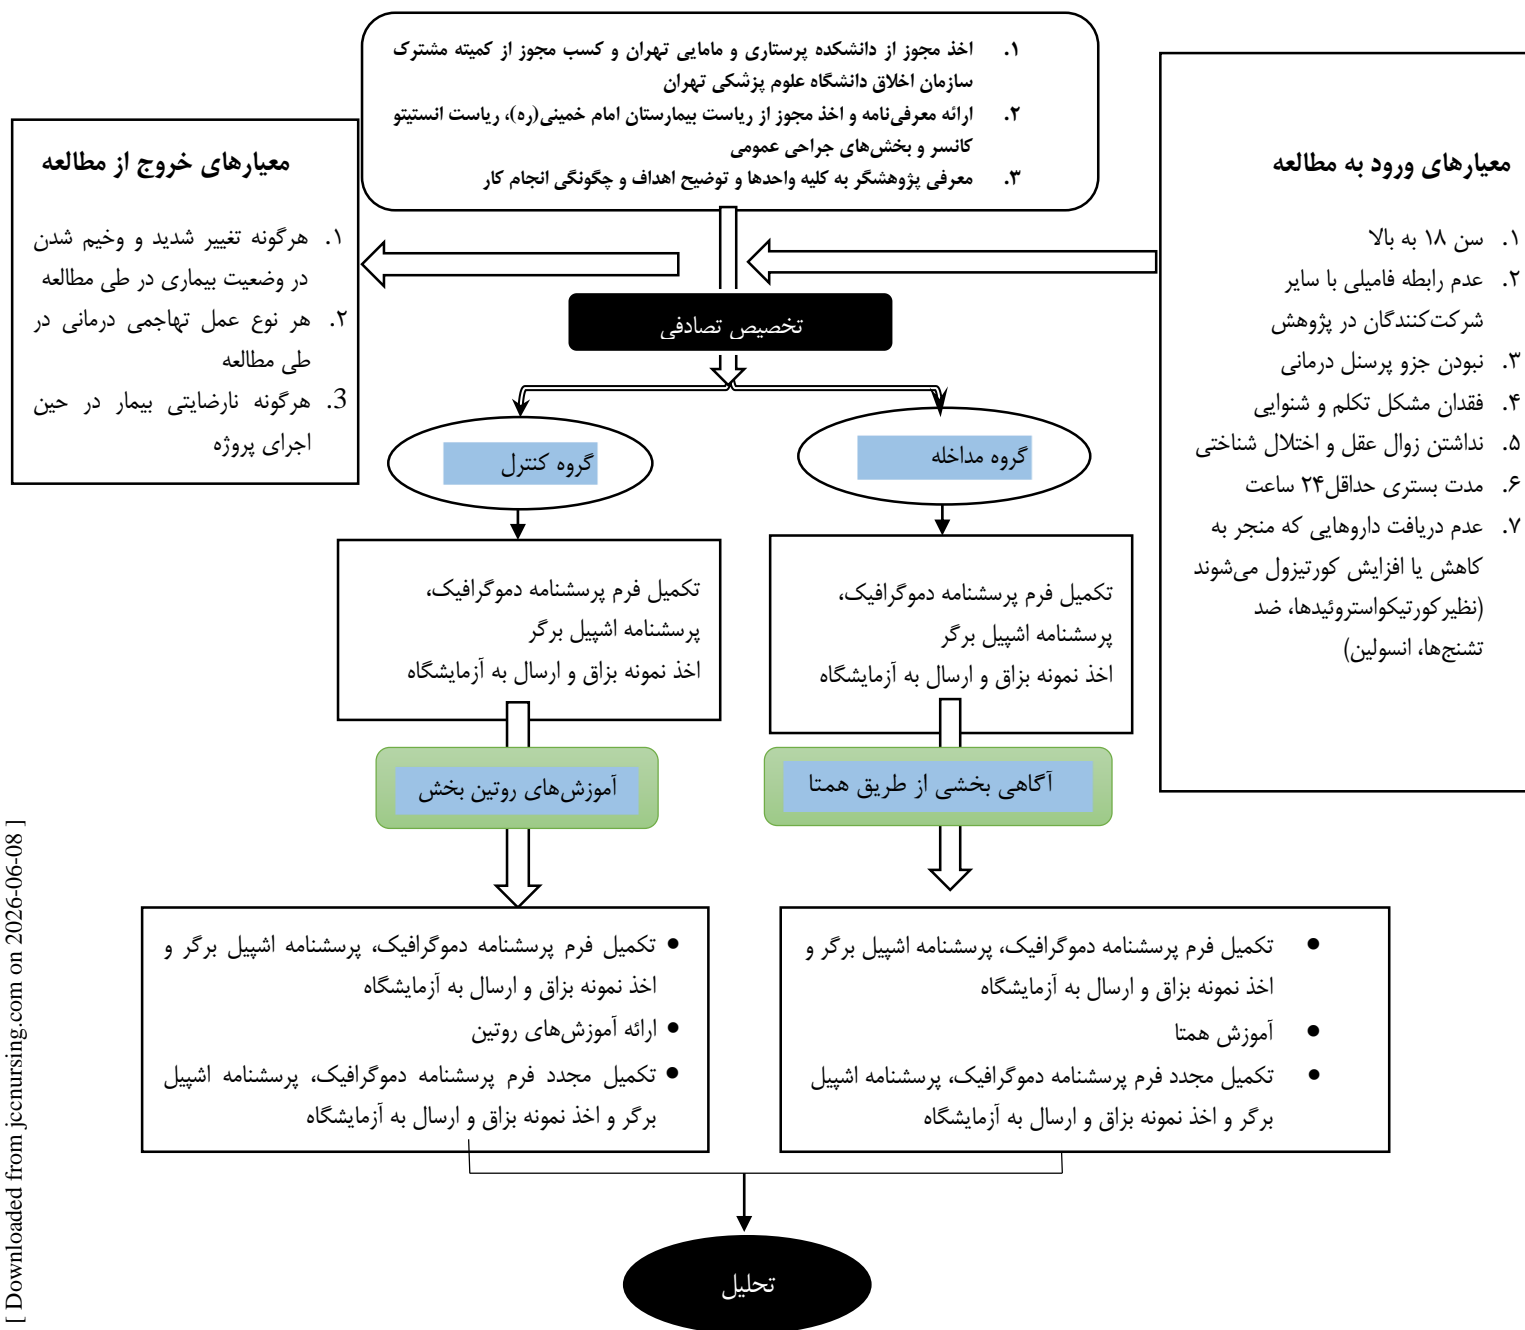 ۱. اخذ مجوز از دانشکده پرستاری و مامایی تهران و کسب مجوز از کمیته مشترک
سازمان اخلاق دانشگاه علوم پزشکی تهران
۲. ارائه معرفی‌نامه و اخذ مجوز از ریاست بیمارستان امام خمینی(ره)، ریاست انستیتو
کانسر و بخش‌های جراحی عمومی
۳. معرفی پژوهشگر به کلیه واحدها و توضیح اهداف و چگونگی انجام کار
معیارهای ورود به مطالعه
۱. سن ۱۸ به بالا
۲. عدم رابطه فامیلی با سایر
شرکت‌کنندگان در پژوهش
۳. نبودن جزو پرسنل درمانی
۴. فقدان مشکل تکلم و شنوایی
۵. نداشتن زوال عقل و اختلال شناختی
۶. مدت بستری حداقل۲۴ ساعت
۷. عدم دریافت داروهایی که منجر به
کاهش یا افزایش کورتیزول می‌شوند
(نظیرکورتیکواستروئیدها، ضد
تشنج‌ها، انسولین)
معیارهای خروج از مطالعه
۱. هرگونه تغییر شدید و وخیم شدن
در وضعیت بیماری در طی مطالعه
۲. هر نوع عمل تهاجمی درمانی در
طی مطالعه
3. هرگونه نارضایتی بیمار در حین
اجرای پروژه
تخصیص تصادفی
گروه مداخله
گروه کنترل
تکمیل فرم پرسشنامه دموگرافیک،
پرسشنامه اشپیل برگر
اخذ نمونه بزاق و ارسال به آزمایشگاه
تکمیل فرم پرسشنامه دموگرافیک،
پرسشنامه اشپیل برگر
اخذ نمونه بزاق و ارسال به آزمایشگاه
آگاهی بخشی از طریق همتا
آموزش‌های روتین بخش
• تکمیل فرم پرسشنامه دموگرافیک، پرسشنامه اشپیل برگر و
اخذ نمونه بزاق و ارسال به آزمایشگاه
• آموزش همتا
• تکمیل مجدد فرم پرسشنامه دموگرافیک، پرسشنامه اشپیل
برگر و اخذ نمونه بزاق و ارسال به آزمایشگاه
• تکمیل فرم پرسشنامه دموگرافیک، پرسشنامه اشپیل برگر و
اخذ نمونه بزاق و ارسال به آزمایشگاه
• ارائه آموزش‌های روتین
• تکمیل مجدد فرم پرسشنامه دموگرافیک، پرسشنامه اشپیل
برگر و اخذ نمونه بزاق و ارسال به آزمایشگاه
تحلیل
[ Downloaded from jccnursing.com on 2026-06-08 ]